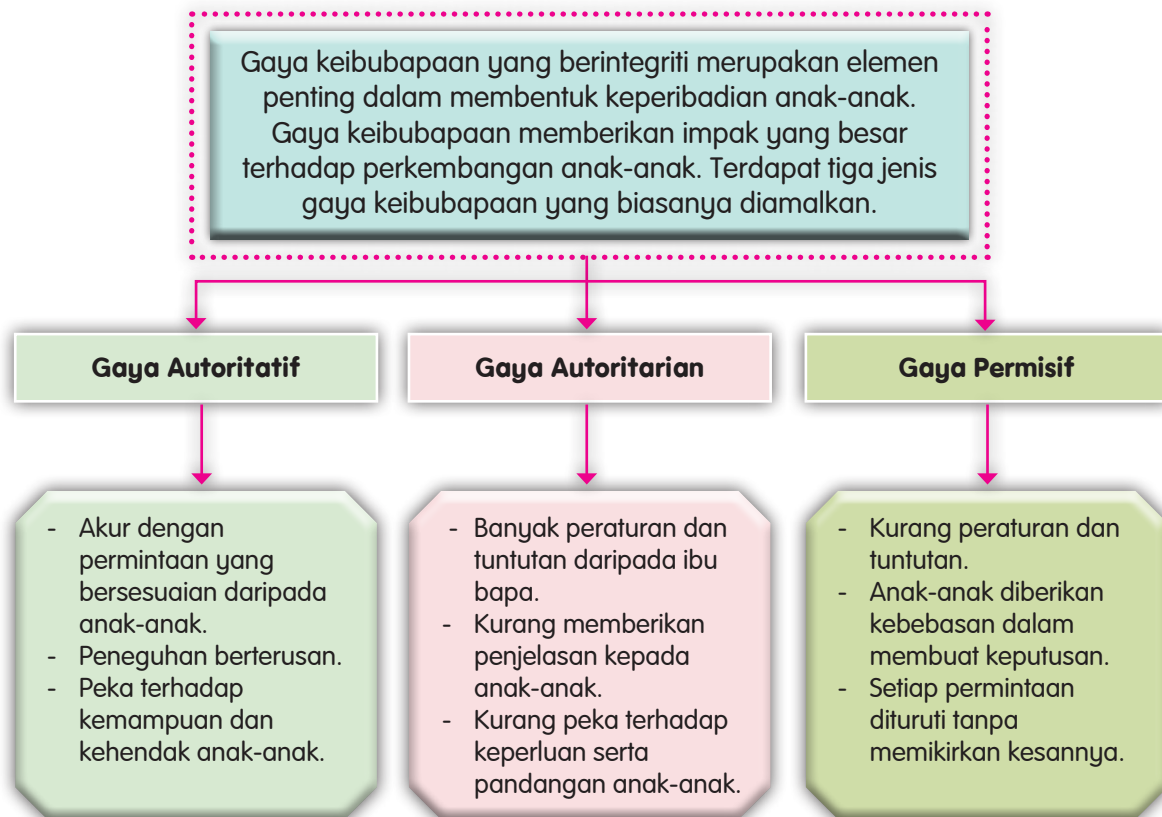 Gaya keibubapaan yang berintegriti merupakan elemen
penting dalam membentuk keperibadian anak-anak.
Gaya keibubapaan memberikan impak yang besar
terhadap perkembangan anak-anak. Terdapat tiga jenis
gaya keibubapaan yang biasanya diamalkan.
Gaya Autoritatif
- Akur dengan
permintaan yang
bersesuaian daripada
anak-anak.
- Peneguhan berterusan.
- Peka terhadap
kemampuan dan
kehendak anak-anak.
Gaya Autoritarian
- Banyak peraturan dan
tuntutan daripada ibu
bapa.
- Kurang memberikan
penjelasan kepada
anak-anak.
- Kurang peka terhadap
keperluan serta
pandangan anak-anak.
Gaya Permisif
- Kurang peraturan dan
tuntutan.
- Anak-anak diberikan
kebebasan dalam
membuat keputusan.
- Setiap permintaan
dituruti tanpa
memikirkan kesannya.